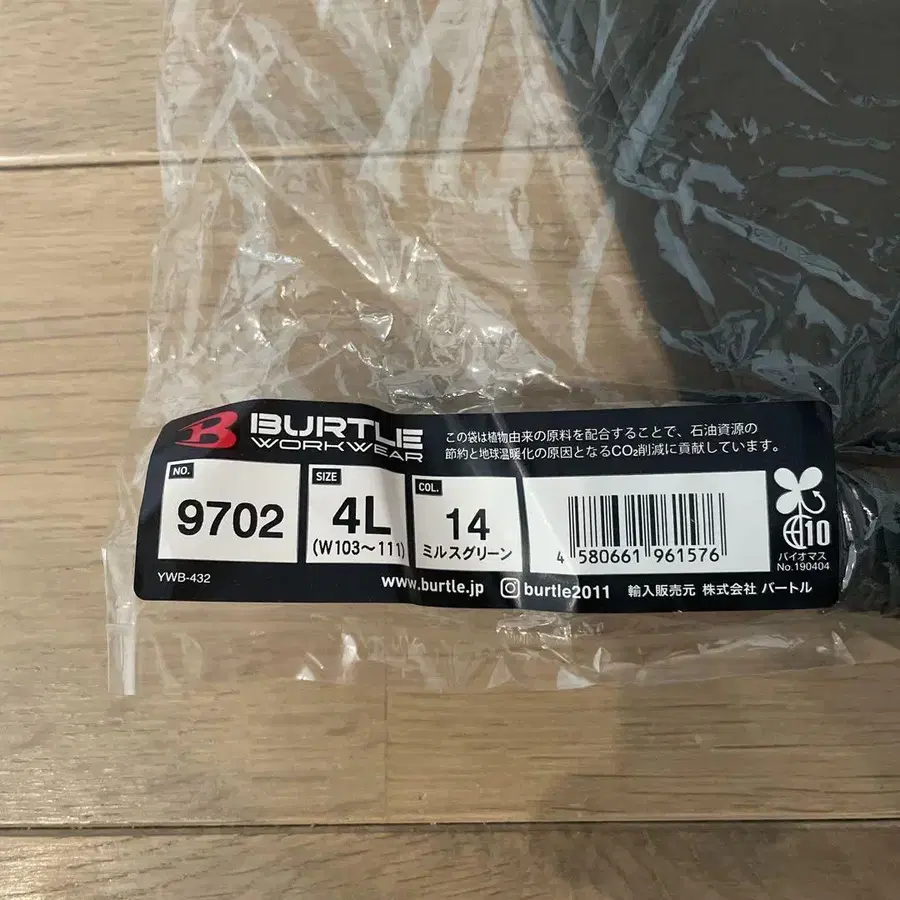 B BURTLE
WORKWEAR
この袋は植物由来の原料を配合することで、石油資源の
節約と地球温暖化の原因となるCO₂削減に貢献しています。
NO.
9702
SIZE
4L
(W103～111)
COL.
14
ミルスグリーン
4 580661 961576
10
バイオマス
No.190404
YWB-432
www.burtle.jp burtle2011 輸入販売元 株式会社 バートル